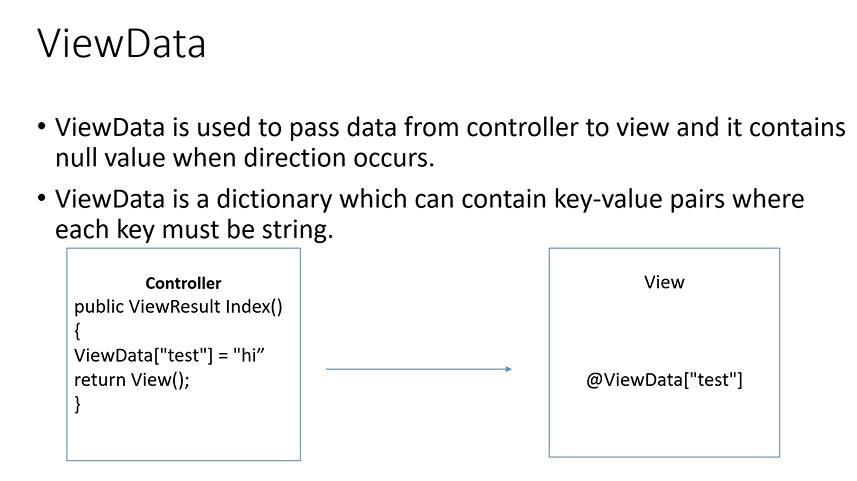 ViewData
• ViewData is used to pass data from controller to view and it contains
null value when direction occurs.
• ViewData is a dictionary which can contain key-value pairs where
each key must be string.
Controller
public ViewResult Index()
{
ViewData["test"] = "hi”
return View();
}
View
@ViewData["test"]